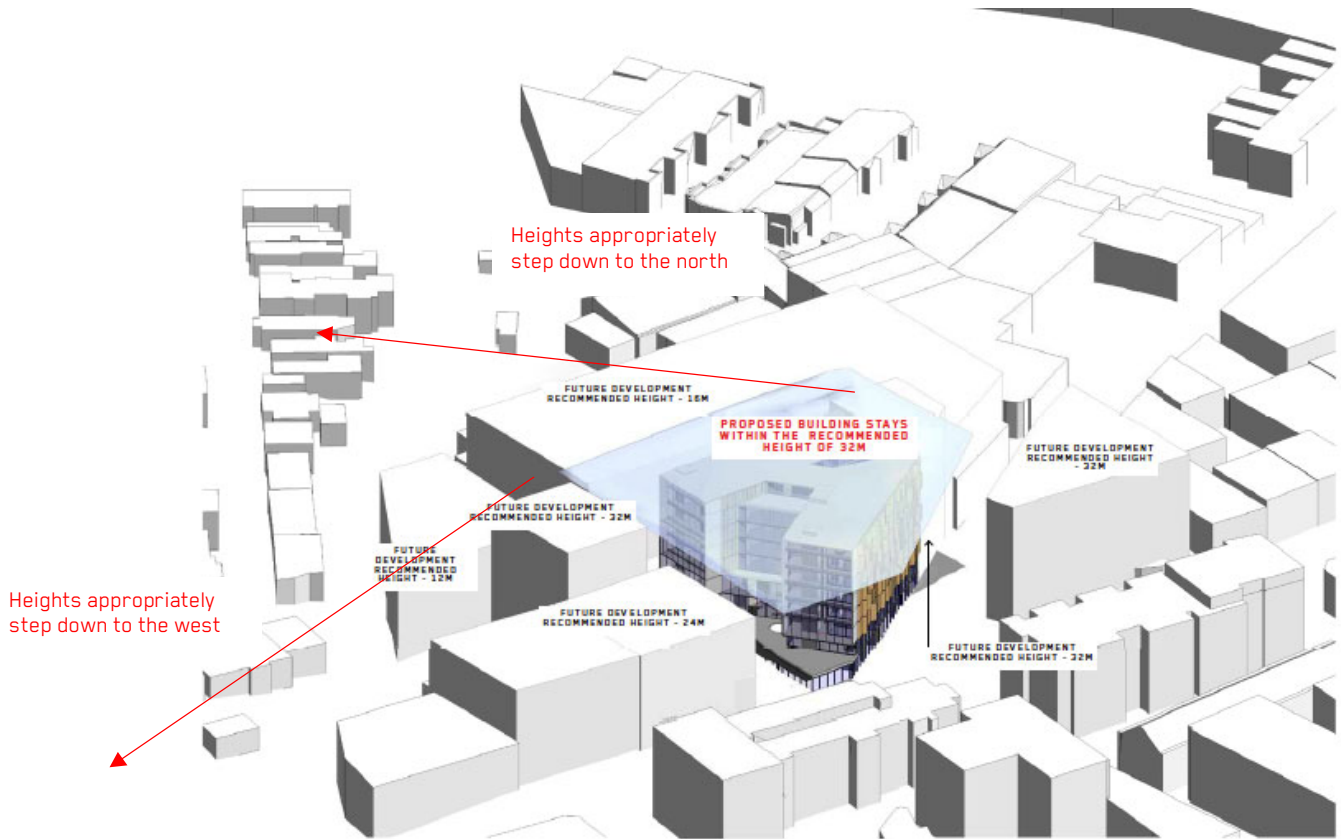 Heights appropriately
step down to the north
FUTURE DEVELOPMENT
RECOMMENDED HEIGHT - 16M
PROPOSED BUILDING STAYS
WITHIN THE RECOMMENDED
HEIGHT OF 32M
FUTURE DEVELOPMENT
RECOMMENDED HEIGHT
- 32M
FUTURE DEVELOPMENT
RECOMMENDED HEIGHT - 32M
FUTURE
DEVELOPMENT
RECOMMENDED
HEIGHT - 12M
Heights appropriately
step down to the west
FUTURE DEVELOPMENT
RECOMMENDED HEIGHT - 24M
FUTURE DEVELOPMENT
RECOMMENDED HEIGHT - 32M